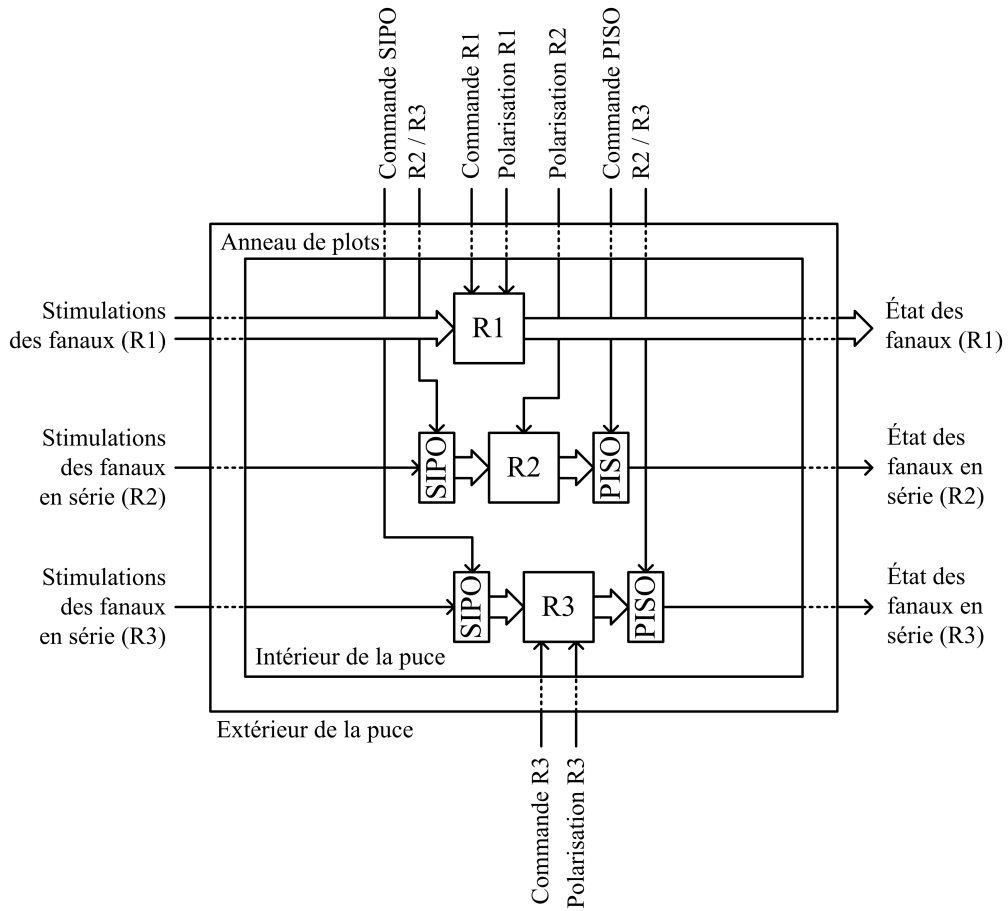 Commande SIPO
R2 / R3
Commande R1
Polarisation R1
Polarisation R2
Commande PISO
R2 / R3
Anneau de plots
Stimulations
des fanaux (R1)
R1
État des
fanaux (R1)
Stimulations
des fanaux
en série (R2)
SIPO
R2
PISO
État des
fanaux en
série (R2)
Stimulations
des fanaux
en série (R3)
SIPO
R3
PISO
État des
fanaux en
série (R3)
Intérieur de la puce
Extérieur de la puce
Commande R3
Polarisation R3